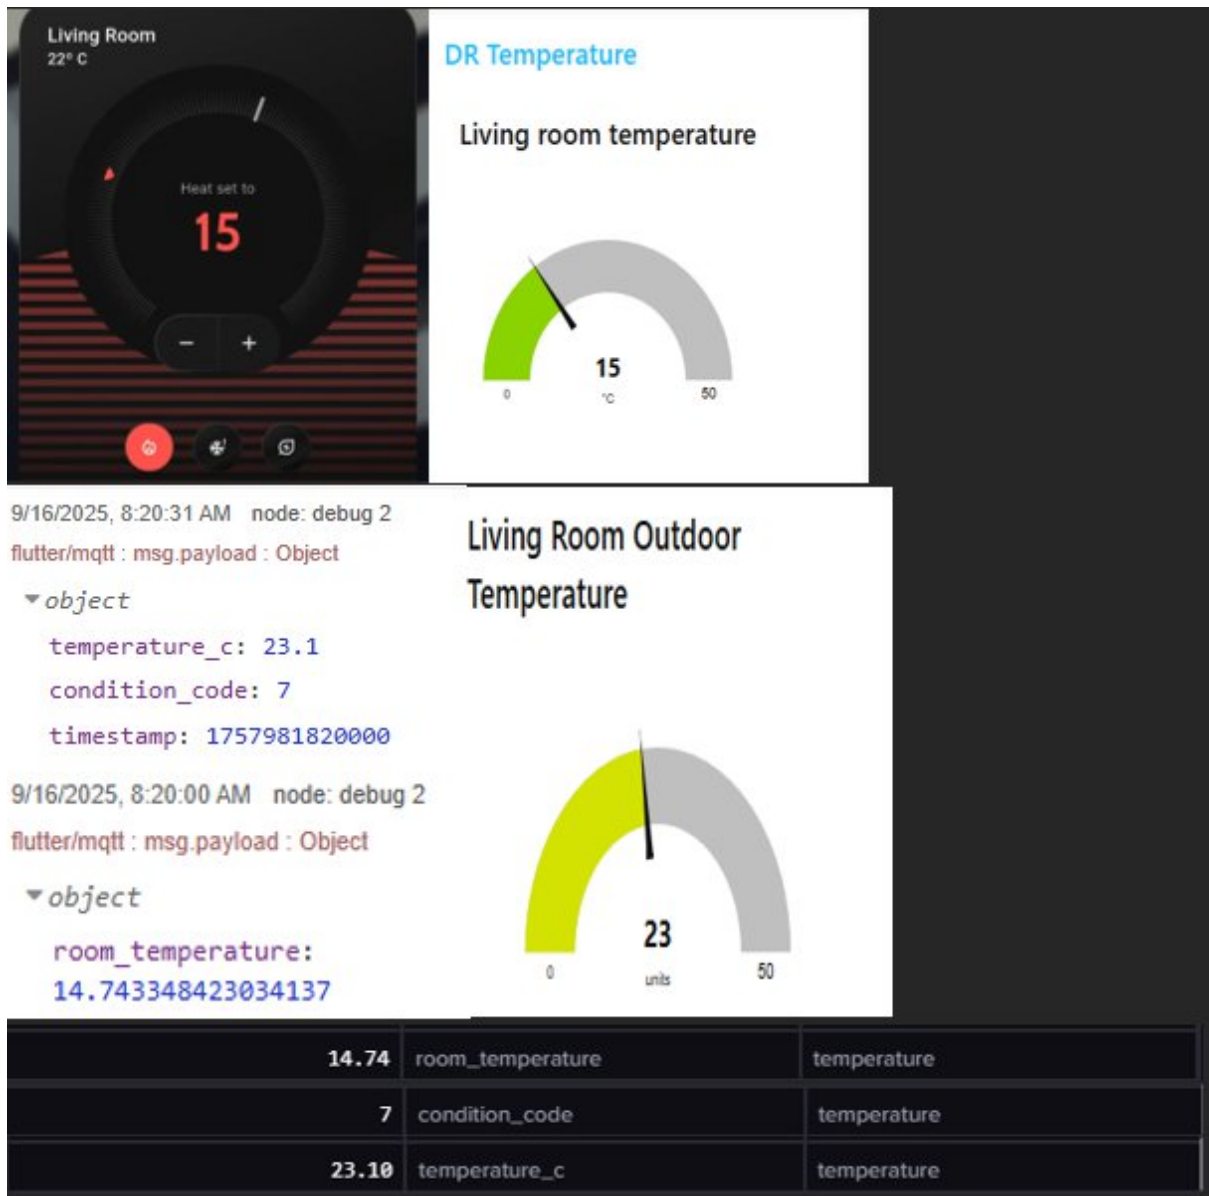 Living Room
22° C
Heat set to
15
− +
DR Temperature
Living room temperature
15
0 °C 50
9/16/2025, 8:20:31 AM node: debug 2
flutter/mqtt : msg.payload : Object
object
temperature_c: 23.1
condition_code: 7
timestamp: 1757981820000
9/16/2025, 8:20:00 AM node: debug 2
flutter/mqtt : msg.payload : Object
object
room_temperature:
14.743348423034137
Living Room Outdoor
Temperature
23
0 units 50
14.74 room_temperature temperature
7 condition_code temperature
23.10 temperature_c temperature